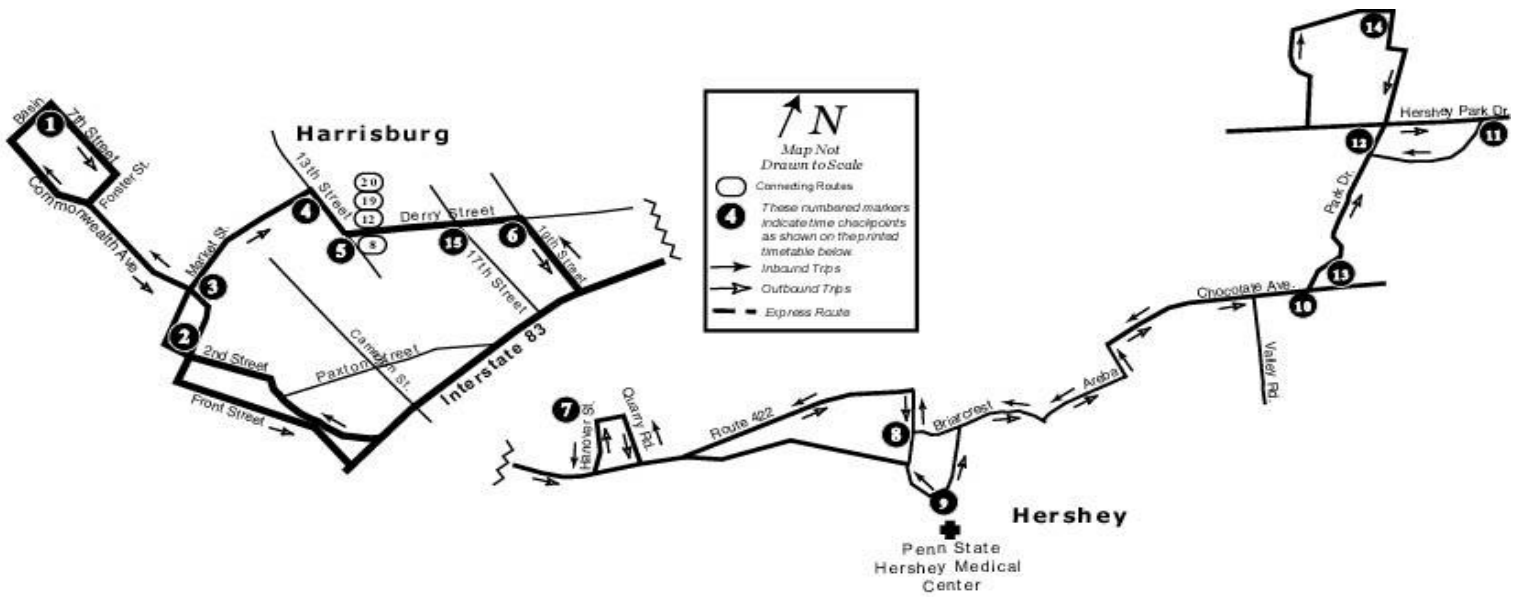 Harrisburg
Basin
1
7th Street
Forster St.
Commonwealth Ave.
Market St.
13th Street
20
19
12
8
Derry Street
4
5
15
6
17th Street
19th Street
3
2
2nd Street
Front Street
Paxton Street
Cameron St.
Interstate 83
N
Map Not
Drawn to Scale
Connecting Routes
4
These numbered markers
indicate time checkpoints
as shown on the printed
timetable below.
Inbound Trips
Outbound Trips
Express Route
14
Hershey Park Dr.
11
12
Park Dr.
13
Chocolate Ave.
10
Valley Rd.
Areba
Briarcrest
8
Route 422
7
Hanover St.
Quarry Rd.
9
Hershey
Penn State
Hershey Medical
Center